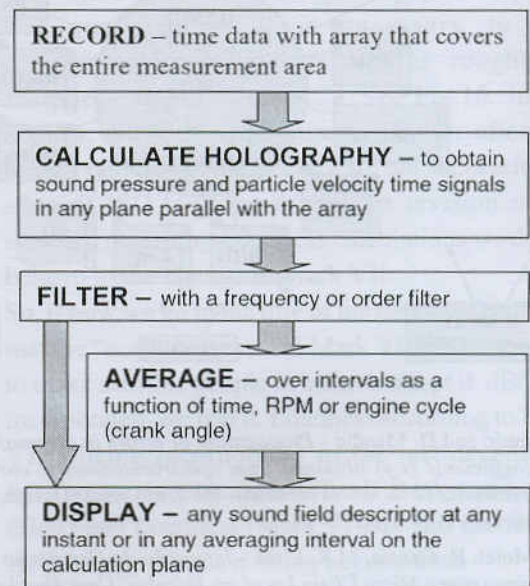 RECORD – time data with array that covers
the entire measurement area
CALCULATE HOLOGRAPHY – to obtain
sound pressure and particle velocity time signals
in any plane parallel with the array
FILTER – with a frequency or order filter
AVERAGE – over intervals as a
function of time, RPM or engine cycle
(crank angle)
DISPLAY – any sound field descriptor at any
instant or in any averaging interval on the
calculation plane